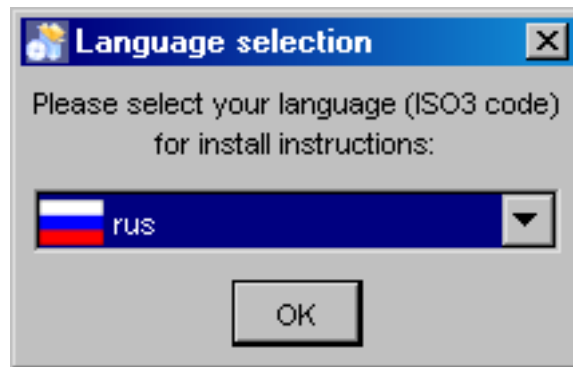 Language selection
Please select your language (ISO3 code)
for install instructions:
rus
OK